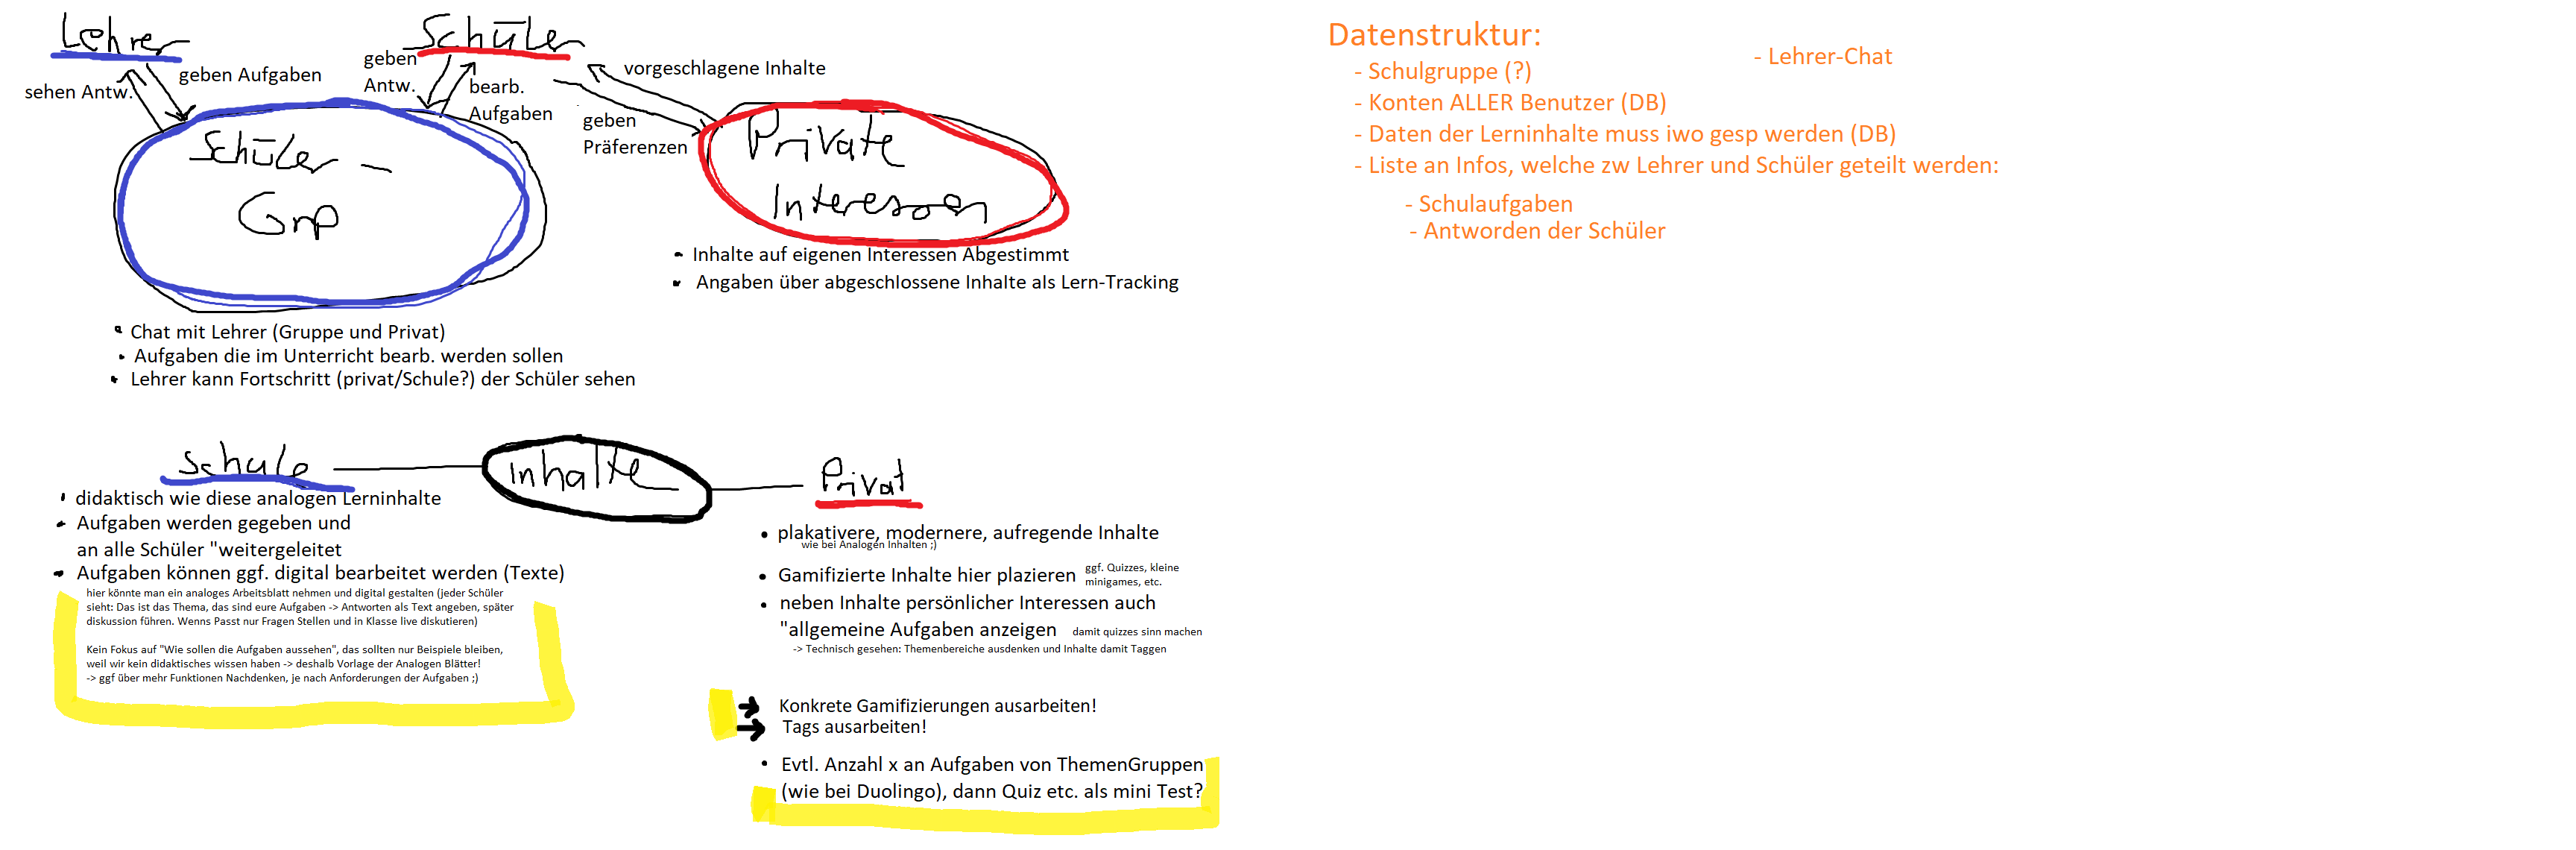 Lehrer
Schüler
sehen Antw.
geben Aufgaben
geben
Antw.
bearb.
Aufgaben
vorgeschlagene Inhalte
geben
Präferenzen
Schüler -
Grp
Private
Interessen
• Inhalte auf eigenen Interessen Abgestimmt
• Angaben über abgeschlossene Inhalte als Lern-Tracking
• Chat mit Lehrer (Gruppe und Privat)
• Aufgaben die im Unterricht bearb. werden sollen
• Lehrer kann Fortschritt (privat/Schule?) der Schüler sehen
Datenstruktur:
- Lehrer-Chat
- Schulgruppe (?)
- Konten ALLER Benutzer (DB)
- Daten der Lerninhalte muss iwo gesp werden (DB)
- Liste an Infos, welche zw Lehrer und Schüler geteilt werden:
- Schulaufgaben
- Antworden der Schüler
Inhalte
Schule
• didaktisch wie diese analogen Lerninhalte
• Aufgaben werden gegeben und
an alle Schüler "weitergeleitet
• Aufgaben können ggf. digital bearbeitet werden (Texte)
hier könnte man ein analoges Arbeitsblatt nehmen und digital gestalten (jeder Schüler
sieht: Das ist das Thema, das sind eure Aufgaben -> Antworten als Text angeben, später
diskussion führen. Wenns Passt nur Fragen Stellen und in Klasse live diskutieren)
Kein Fokus auf "Wie sollen die Aufgaben aussehen", das sollten nur Beispiele bleiben,
weil wir kein didaktisches wissen haben -> deshalb Vorlage der Analogen Blätter!
-> ggf über mehr Funktionen Nachdenken, je nach Anforderungen der Aufgaben ;)
Privat
• plakativere, modernere, aufregende Inhalte
wie bei Analogen Inhalten ;)
• Gamifizierte Inhalte hier plazieren
ggf. Quizzes, kleine
minigames, etc.
• neben Inhalte persönlicher Interessen auch
"allgemeine Aufgaben anzeigen
damit quizzes sinn machen
-> Technisch gesehen: Themenbereiche ausdenken und Inhalte damit Taggen
→ Konkrete Gamifizierungen ausarbeiten!
→ Tags ausarbeiten!
• Evtl. Anzahl x an Aufgaben von ThemenGruppen
(wie bei Duolingo), dann Quiz etc. als mini Test?